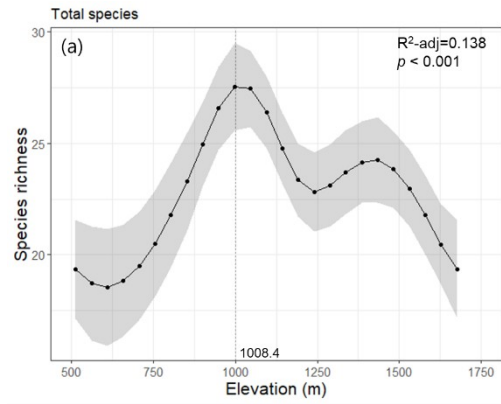 Total species
(a)
R²-adj=0.138
p < 0.001
30
25
20
Species richness
1008.4
500 750 1000 1250 1500 1750
Elevation (m)